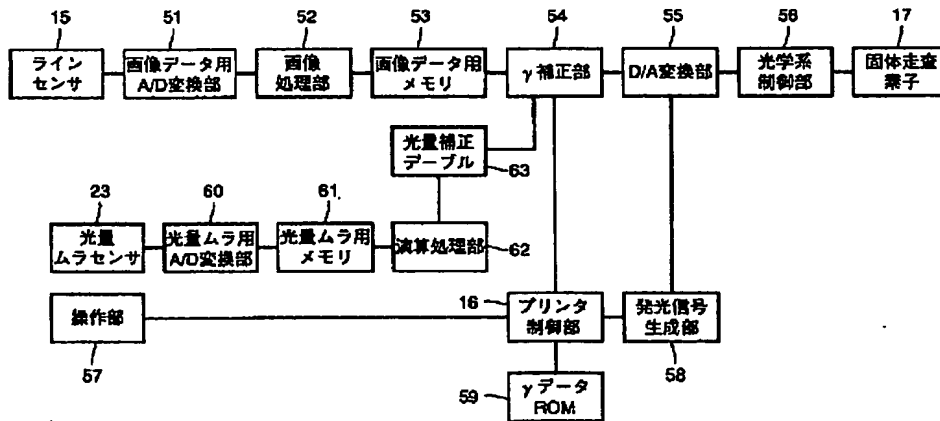 15
51
52
53
54
55
56
17
ライン
センサ
画像データ用
A/D変換部
画像
処理部
画像データ用
メモリ
γ補正部
D/A変換部
光学系
制御部
固体走査
素子
光量補正
テーブル
63
23
60
61
光量
ムラセンサ
光量ムラ用
A/D変換部
光量ムラ用
メモリ
演算処理部
62
操作部
57
16
プリンタ
制御部
発光信号
生成部
58
59
γデータ
ROM